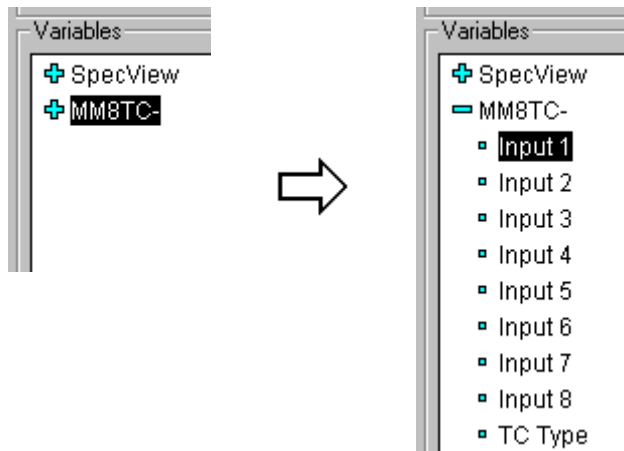 Variables
SpecView
MM8TC-
Variables
SpecView
MM8TC-
Input 1
Input 2
Input 3
Input 4
Input 5
Input 6
Input 7
Input 8
TC Type